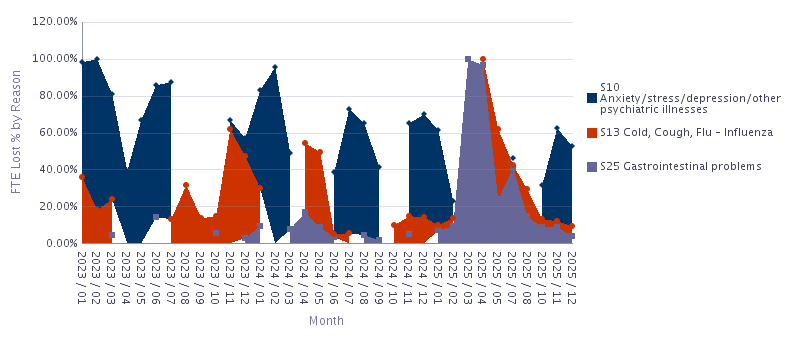 120.00%
100.00%
80.00%
60.00%
40.00%
20.00%
0.00%
FTE Lost % by Reason
2023 / 01
2023 / 02
2023 / 03
2023 / 04
2023 / 05
2023 / 06
2023 / 07
2023 / 08
2023 / 09
2023 / 10
2023 / 11
2023 / 12
2024 / 01
2024 / 02
2024 / 03
2024 / 04
2024 / 05
2024 / 06
2024 / 07
2024 / 08
2024 / 09
2024 / 10
2024 / 11
2024 / 12
2025 / 01
2025 / 02
2025 / 03
2025 / 04
2025 / 05
2025 / 07
2025 / 08
2025 / 09
2025 / 10
2025 / 11
2025 / 12
Month
S10
Anxiety/stress/depression/other
psychiatric illnesses
S13 Cold, Cough, Flu - Influenza
S25 Gastrointestinal problems